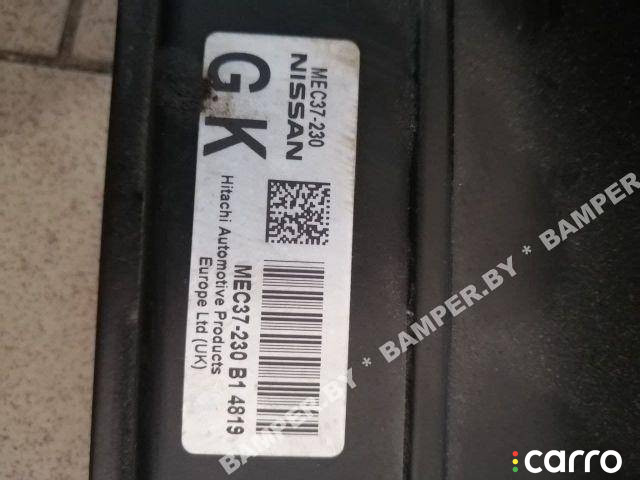 MEC37-230
NISSAN
GK
MEC37-230 B1 4819
Hitachi Automotive Products
Europe Ltd (UK)
BAMPER.BY * BAMPER.BY * BAMPER.BY
carro